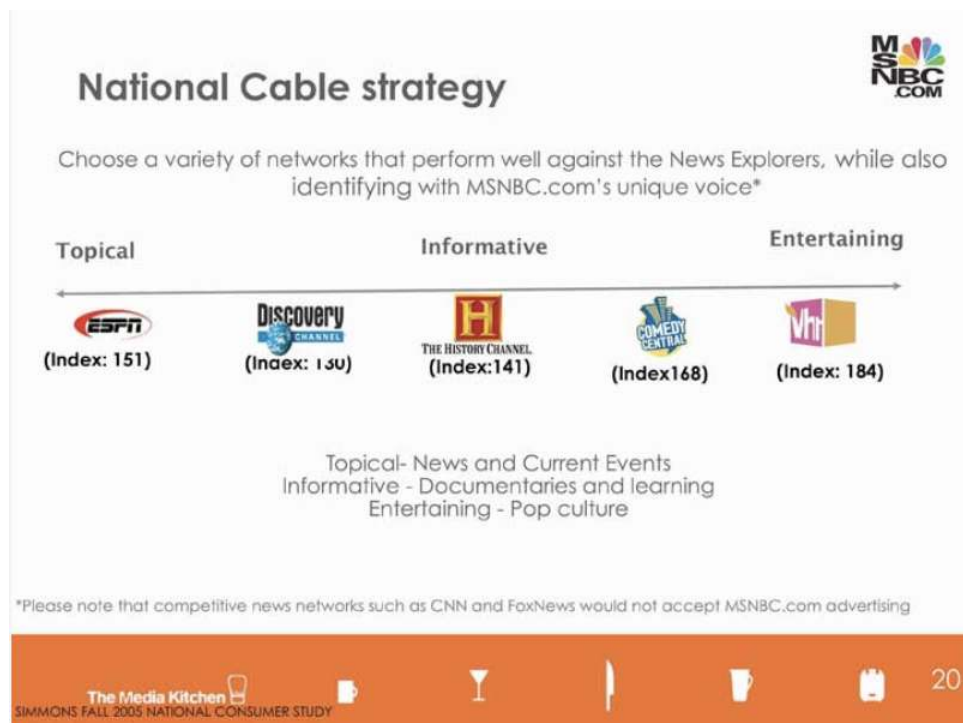 MSNBC.COM
National Cable strategy
Choose a variety of networks that perform well against the News Explorers, while also
identifying with MSNBC.com's unique voice*
Topical Informative Entertaining
ESPN Discovery CHANNEL H THE HISTORY CHANNEL COMEDY CENTRAL Vh1
(Index: 151) (Index: 130) (Index:141) (Index168) (Index: 184)
Topical- News and Current Events
Informative - Documentaries and learning
Entertaining - Pop culture
*Please note that competitive news networks such as CNN and FoxNews would not accept MSNBC.com advertising
The Media Kitchen
20
SIMMONS FALL 2005 NATIONAL CONSUMER STUDY